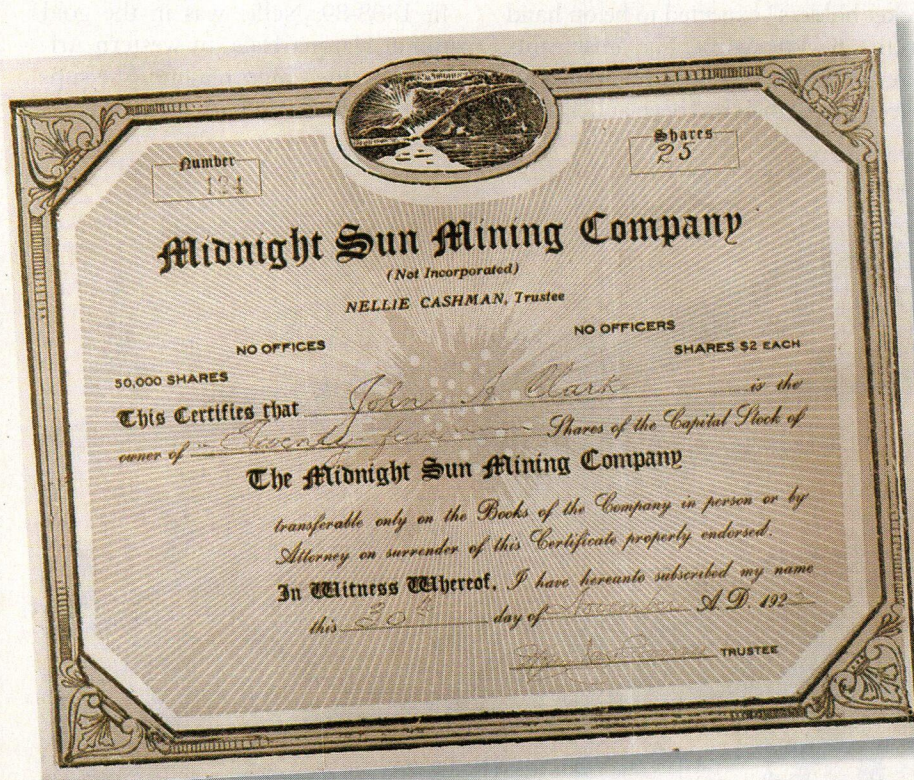 Number
124
Shares
25
Midnight Sun Mining Company
(Not Incorporated)
NELLIE CASHMAN, Trustee
NO OFFICES
NO OFFICERS
50,000 SHARES
SHARES $2 EACH
This Certifies that John A Clark is the
owner of Twenty five Shares of the Capital Stock of
The Midnight Sun Mining Company
transferable only on the Books of the Company in person or by
Attorney on surrender of this Certificate properly endorsed.
In Witness Whereof, I have hereunto subscribed my name
this 30th day of November A.D. 192
TRUSTEE